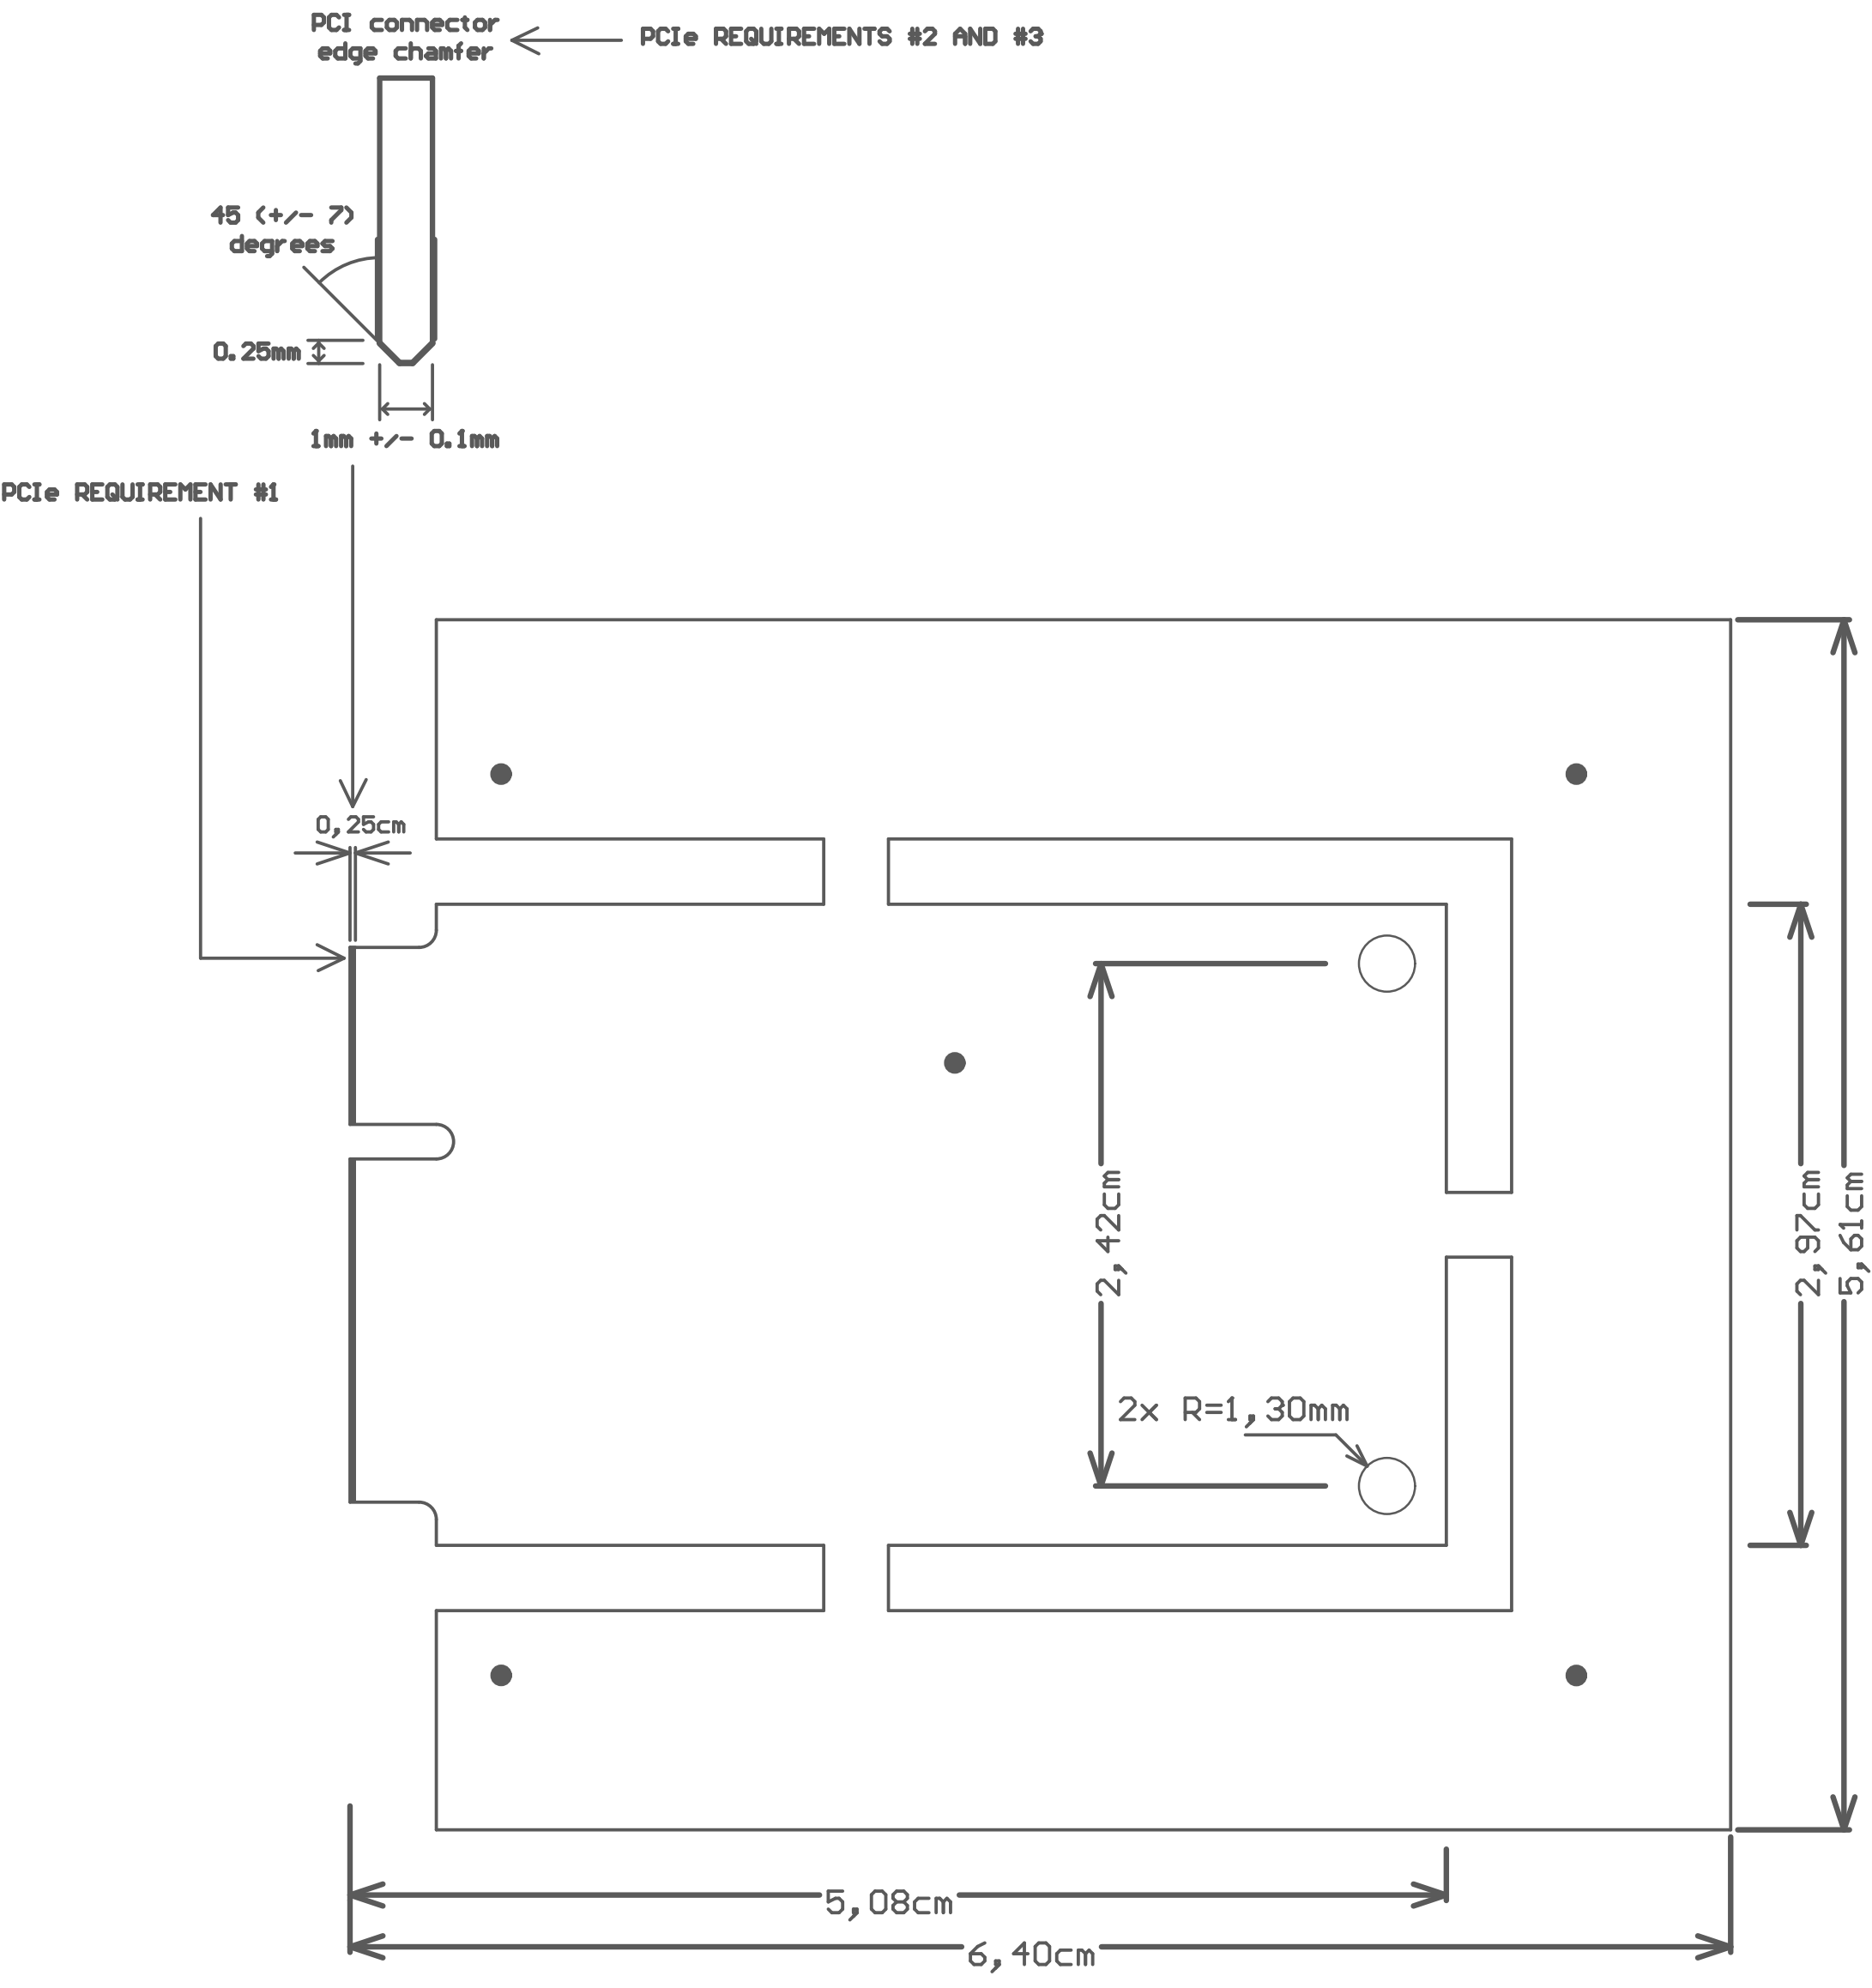 PCI connector
edge chamfer
PCIe REQUIREMENTS #2 AND #3
45 (+/- 7)
degrees
0.25mm
1mm +/- 0.1mm
PCIe REQUIREMENT #1
0,25cm
2,42cm
2,97cm
5,61cm
2x R=1,30mm
5,08cm
6,40cm